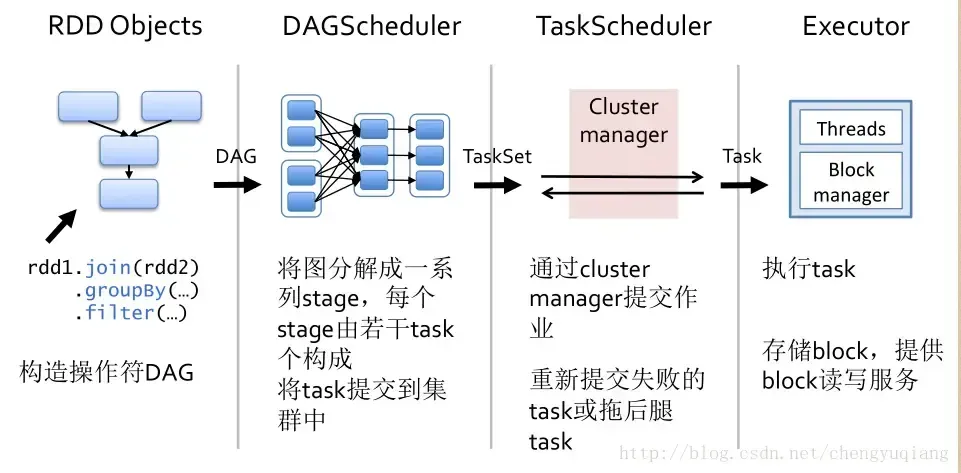 RDD Objects
DAGScheduler
TaskScheduler
Executor
DAG
TaskSet
Cluster
manager
Task
Threads
Block
manager
rdd1.join(rdd2)
.groupBy(…)
.filter(…)
构造操作符DAG
将图分解成一系
列stage，每个
stage由若干task
个构成
将task提交到集
群中
通过cluster
manager提交作
业
重新提交失败的
task或拖后腿
task
执行task
存储block，提供
block读写服务
http://blog.csdn.net/chengyuqiang